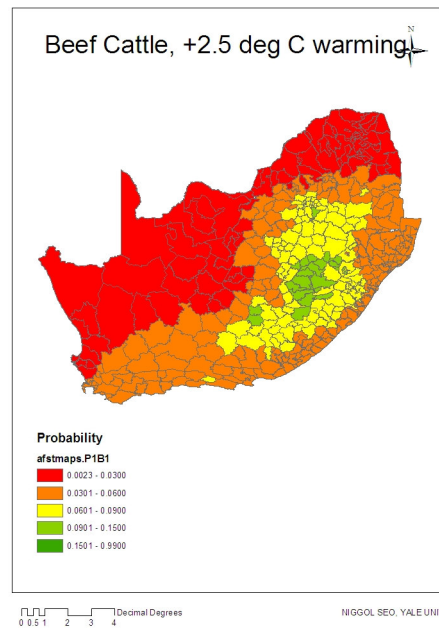 Beef Cattle, +2.5 deg C warming
Probability
afstmaps.P1B1
0.0023 - 0.0300
0.0301 - 0.0600
0.0601 - 0.0900
0.0901 - 0.1500
0.1501 - 0.9900
Decimal Degrees
0 0.5 1 2 3 4
NIGGOL SEO, YALE UNI